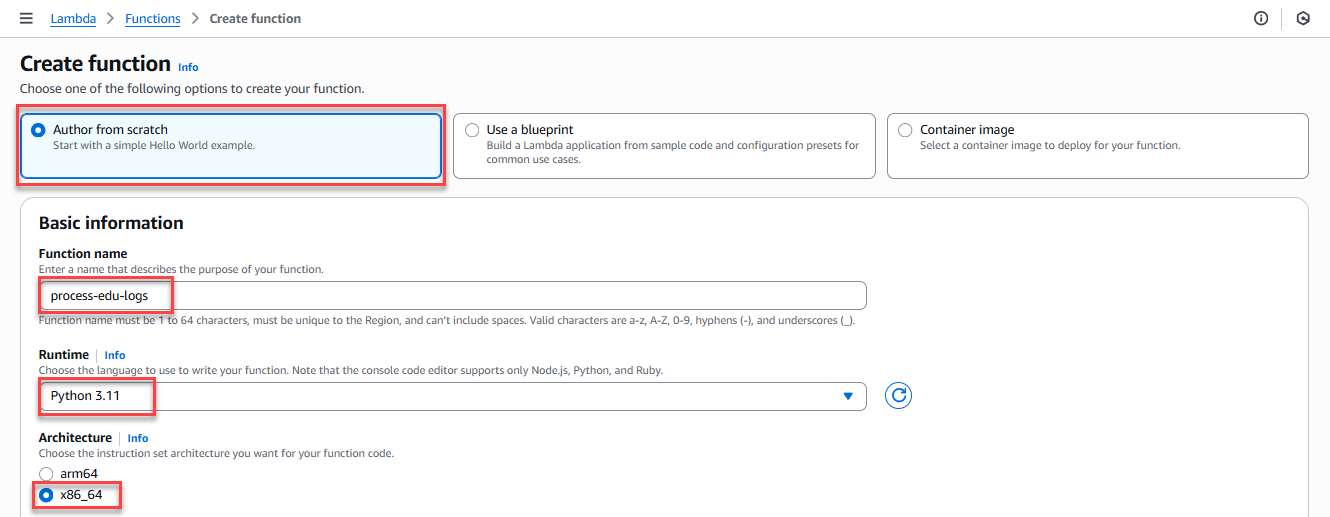 Lambda > Functions > Create function
Create function Info
Choose one of the following options to create your function.
Author from scratch
Start with a simple Hello World example.
Use a blueprint
Build a Lambda application from sample code and configuration presets for
common use cases.
Container image
Select a container image to deploy for your function.
Basic information
Function name
Enter a name that describes the purpose of your function.
process-edu-logs
Function name must be 1 to 64 characters, must be unique to the Region, and can't include spaces. Valid characters are a-z, A-Z, 0-9, hyphens (-), and underscores (_).
Runtime | Info
Choose the language to use to write your function. Note that the console code editor supports only Node.js, Python, and Ruby.
Python 3.11
Architecture | Info
Choose the instruction set architecture you want for your function code.
arm64
x86_64